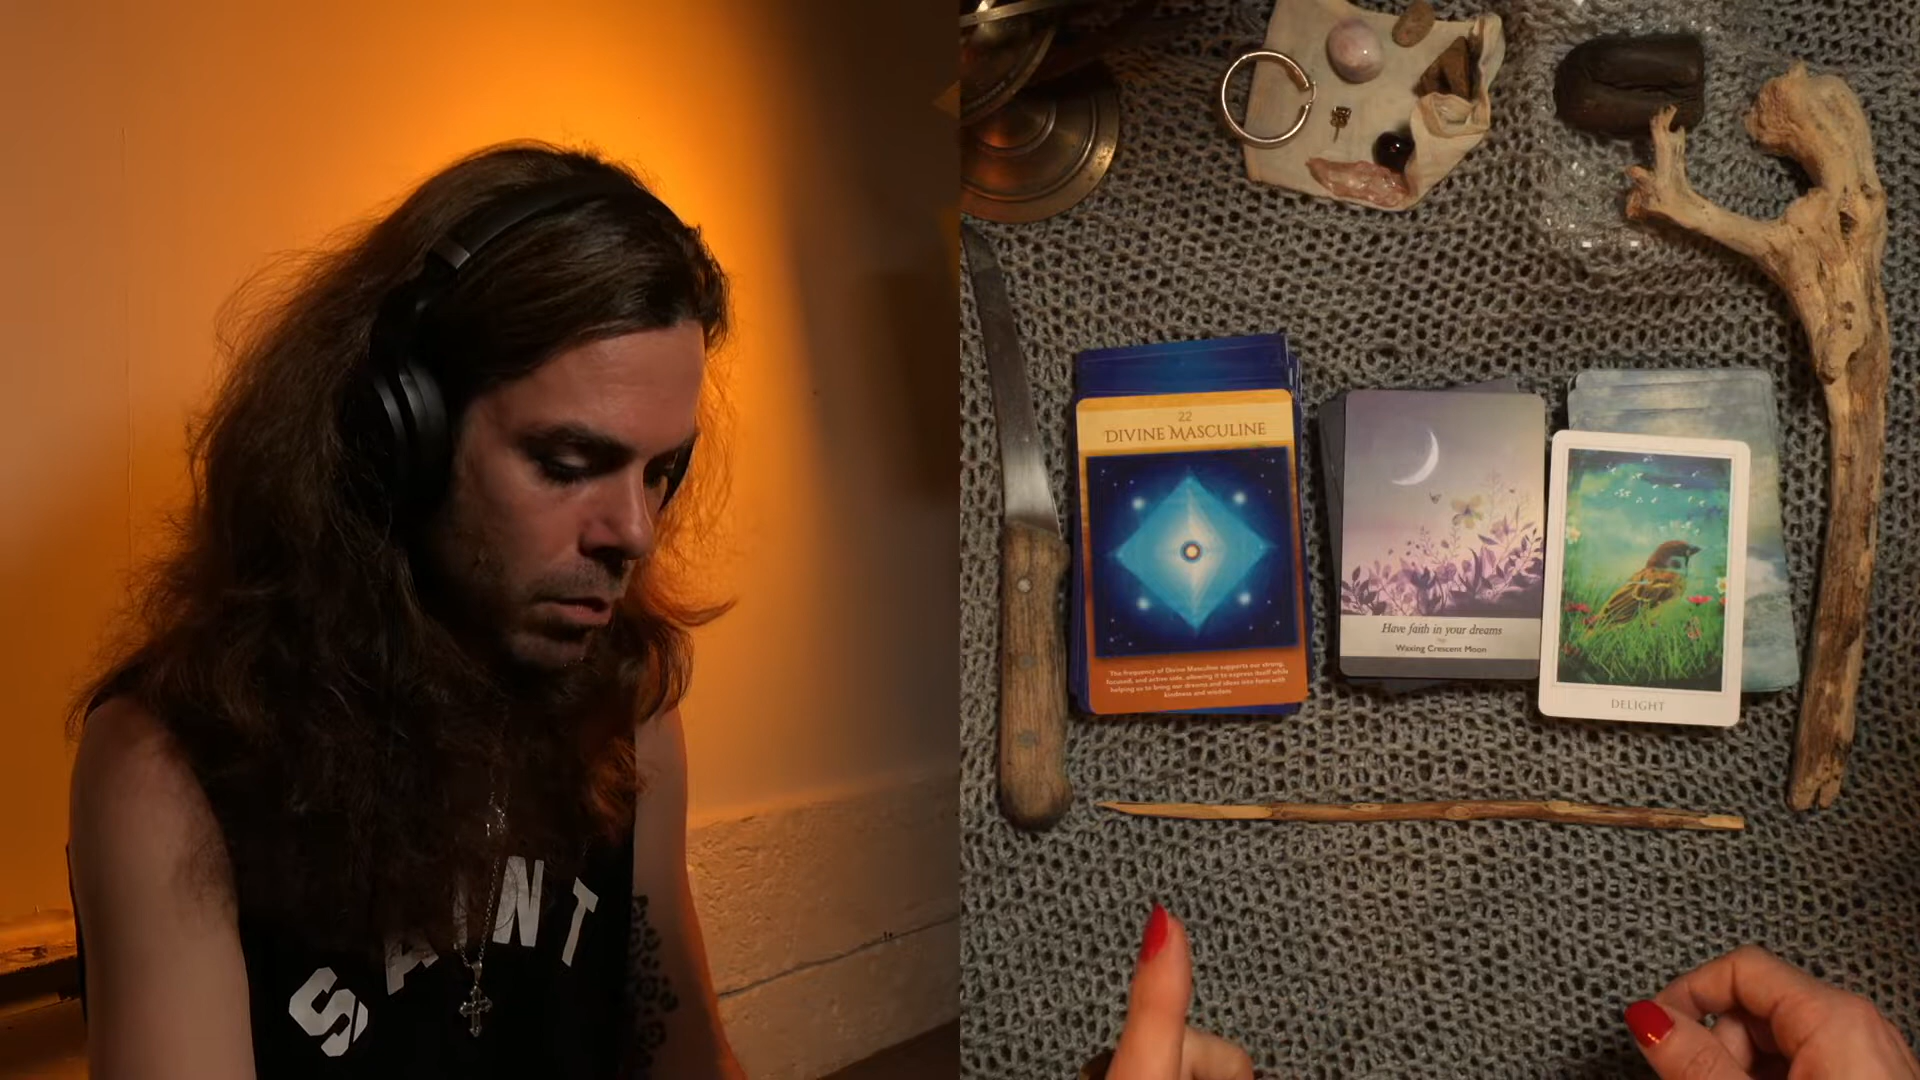 SAINT
22
DIVINE MASCULINE
The frequency of Divine Masculine supports our strong,
focused, and active side, allowing it to express itself while
helping us to bring our dreams and ideas into form with
kindness and wisdom
Have faith in your dreams
Waxing Crescent Moon
DELIGHT